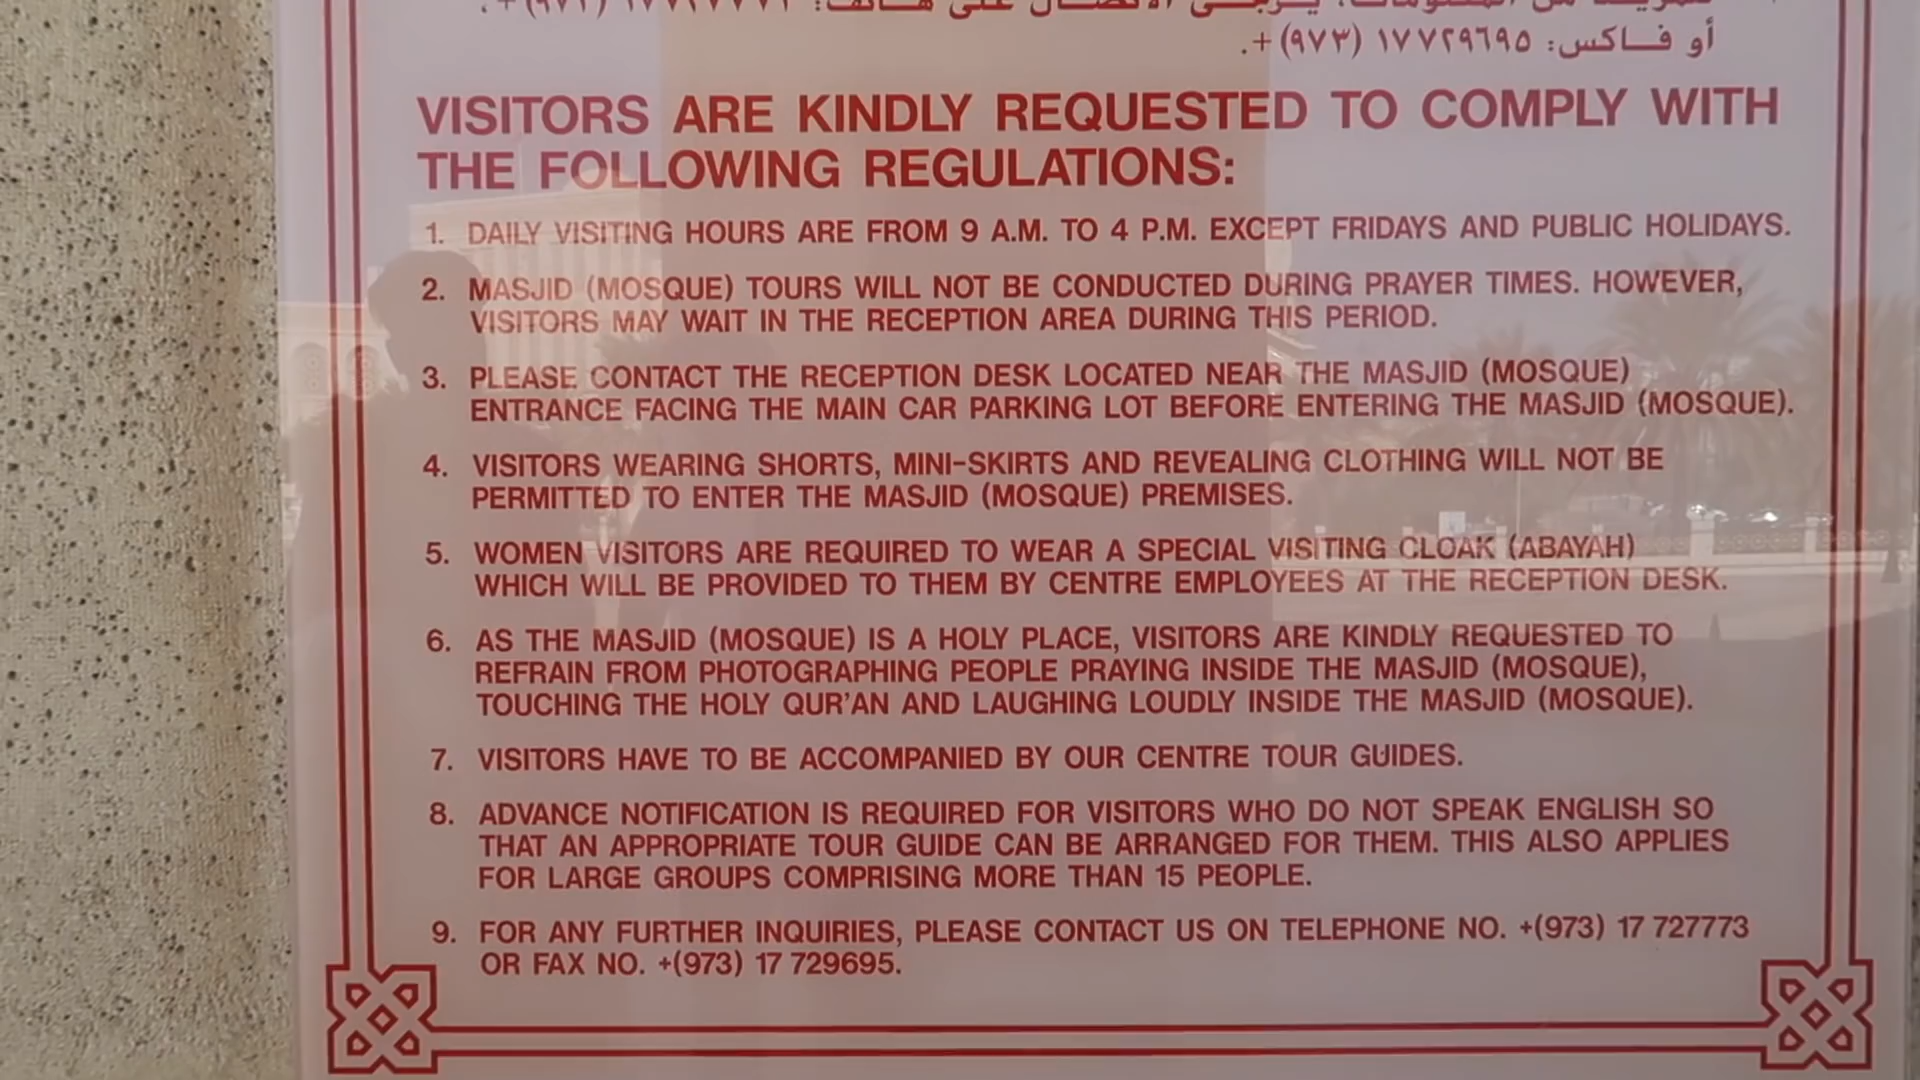 أو فاكس: ١٧٧٢٩٦٩٥ (٩٧٣)+.
VISITORS ARE KINDLY REQUESTED TO COMPLY WITH
THE FOLLOWING REGULATIONS:
1. DAILY VISITING HOURS ARE FROM 9 A.M. TO 4 P.M. EXCEPT FRIDAYS AND PUBLIC HOLIDAYS.
2. MASJID (MOSQUE) TOURS WILL NOT BE CONDUCTED DURING PRAYER TIMES. HOWEVER,
VISITORS MAY WAIT IN THE RECEPTION AREA DURING THIS PERIOD.
3. PLEASE CONTACT THE RECEPTION DESK LOCATED NEAR THE MASJID (MOSQUE)
ENTRANCE FACING THE MAIN CAR PARKING LOT BEFORE ENTERING THE MASJID (MOSQUE).
4. VISITORS WEARING SHORTS, MINI-SKIRTS AND REVEALING CLOTHING WILL NOT BE
PERMITTED TO ENTER THE MASJID (MOSQUE) PREMISES.
5. WOMEN VISITORS ARE REQUIRED TO WEAR A SPECIAL VISITING CLOAK (ABAYAH)
WHICH WILL BE PROVIDED TO THEM BY CENTRE EMPLOYEES AT THE RECEPTION DESK.
6. AS THE MASJID (MOSQUE) IS A HOLY PLACE, VISITORS ARE KINDLY REQUESTED TO
REFRAIN FROM PHOTOGRAPHING PEOPLE PRAYING INSIDE THE MASJID (MOSQUE),
TOUCHING THE HOLY QUR'AN AND LAUGHING LOUDLY INSIDE THE MASJID (MOSQUE).
7. VISITORS HAVE TO BE ACCOMPANIED BY OUR CENTRE TOUR GUIDES.
8. ADVANCE NOTIFICATION IS REQUIRED FOR VISITORS WHO DO NOT SPEAK ENGLISH SO
THAT AN APPROPRIATE TOUR GUIDE CAN BE ARRANGED FOR THEM. THIS ALSO APPLIES
FOR LARGE GROUPS COMPRISING MORE THAN 15 PEOPLE.
9. FOR ANY FURTHER INQUIRIES, PLEASE CONTACT US ON TELEPHONE NO. +(973) 17 727773
OR FAX NO. +(973) 17 729695.